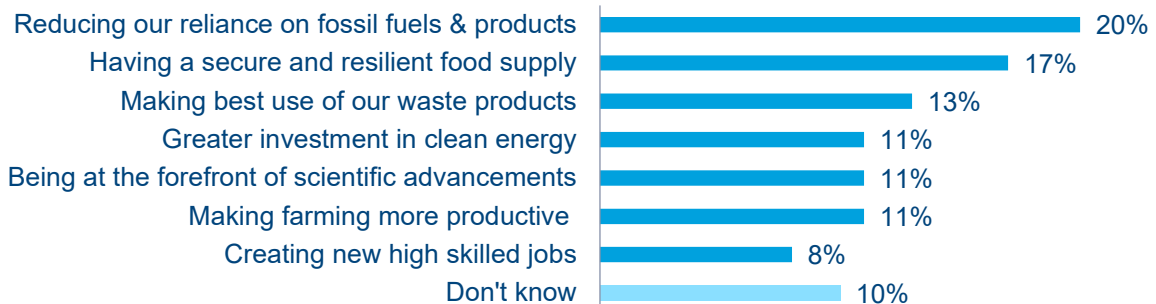 Reducing our reliance on fossil fuels & products 20%
Having a secure and resilient food supply 17%
Making best use of our waste products 13%
Greater investment in clean energy 11%
Being at the forefront of scientific advancements 11%
Making farming more productive 11%
Creating new high skilled jobs 8%
Don't know 10%